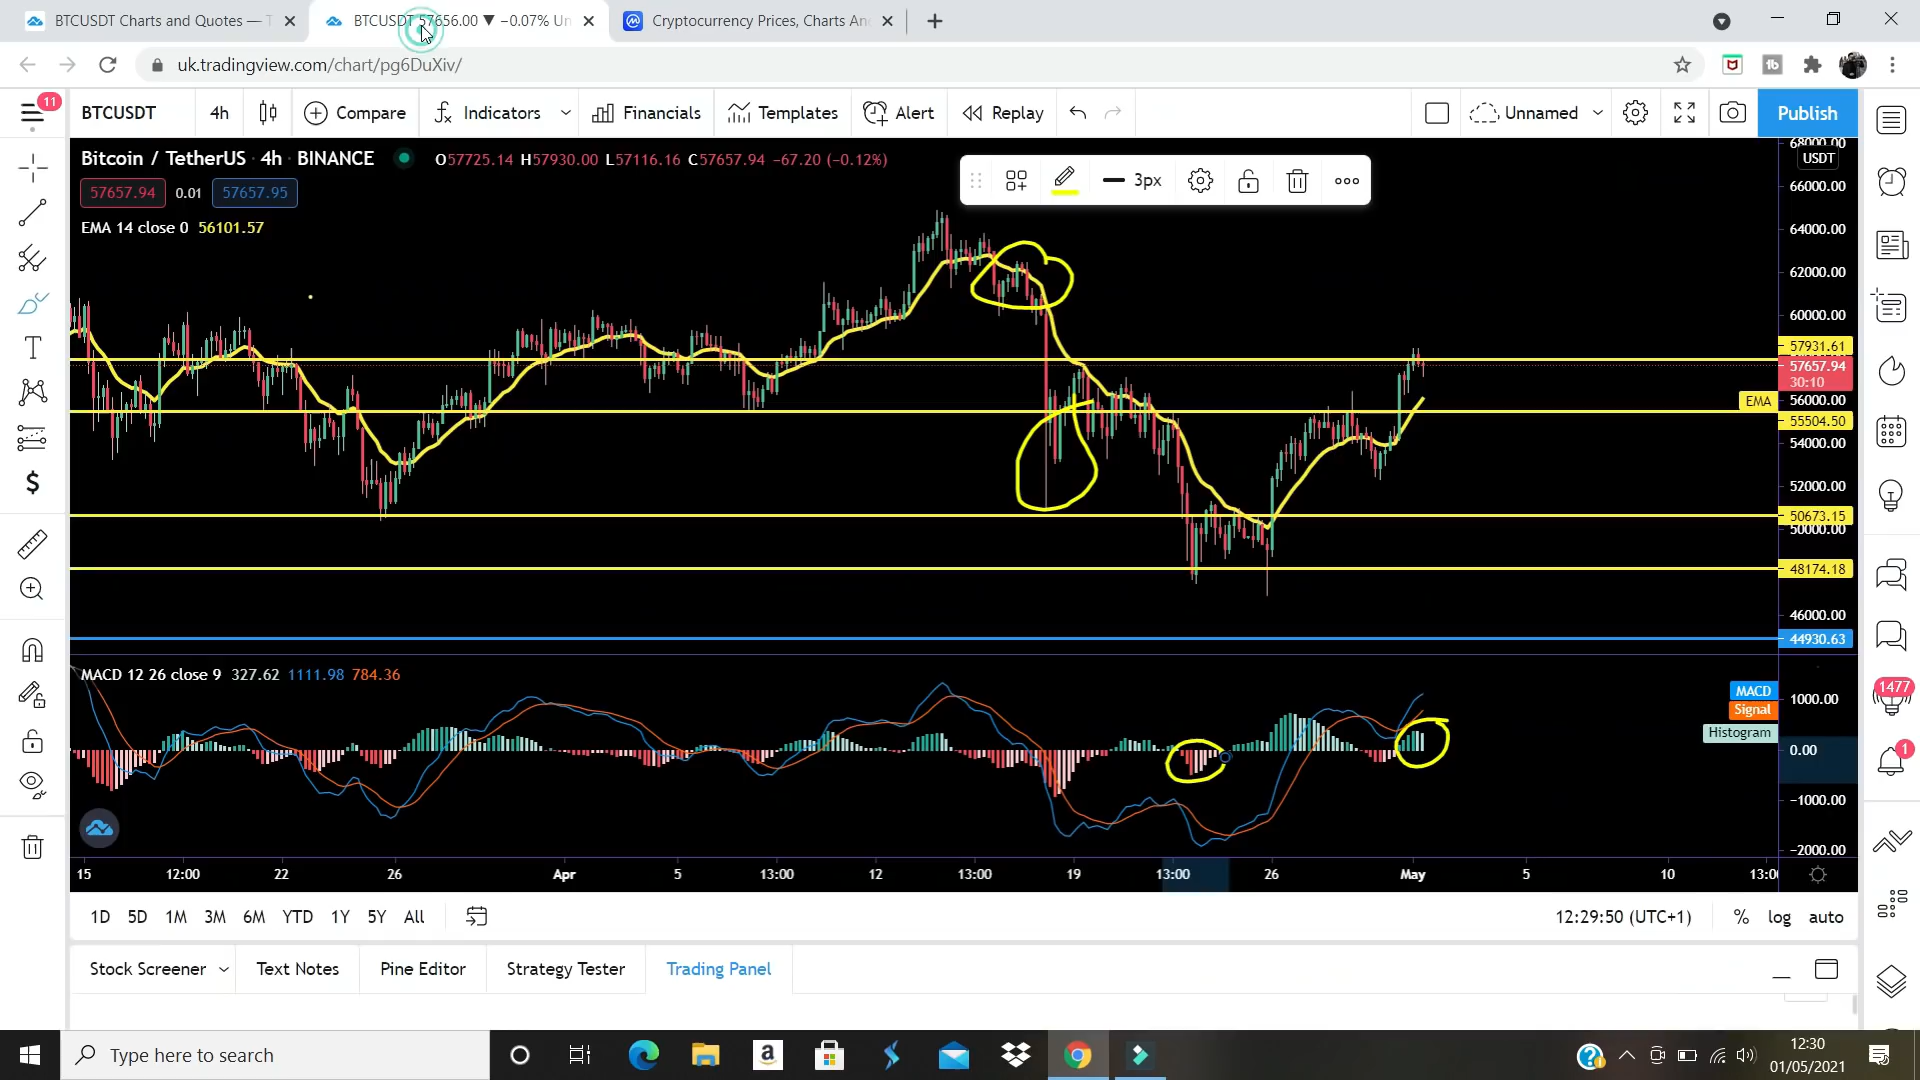 BTCUSDT Charts and Quotes — T
BTCUSDT 57656.00 ▼ −0.07% Un
Cryptocurrency Prices, Charts An
uk.tradingview.com/chart/pg6DuXiv/
11
BTCUSDT
4h
Compare
Indicators
Financials
Templates
Alert
Replay
Unnamed
Publish
Bitcoin / TetherUS · 4h · BINANCE
O57725.14 H57930.00 L57116.16 C57657.94 −67.20 (−0.12%)
57657.94 0.01 57657.95
EMA 14 close 0 56101.57
3px
68000.00
USDT
66000.00
64000.00
62000.00
60000.00
57931.61
57657.94
30:10
EMA
56000.00
55504.50
54000.00
52000.00
50673.15
50000.00
48174.18
46000.00
44930.63
MACD 12 26 close 9 327.62 1111.98 784.36
MACD
Signal
Histogram
1000.00
0.00
−1000.00
−2000.00
1477
1
15 12:00 22 26 Apr 5 13:00 12 13:00 19 13:00 26 May 5 10 13:00
1D 5D 1M 3M 6M YTD 1Y 5Y All
12:29:50 (UTC+1) % log auto
Stock Screener
Text Notes
Pine Editor
Strategy Tester
Trading Panel
Type here to search
12:30
01/05/2021